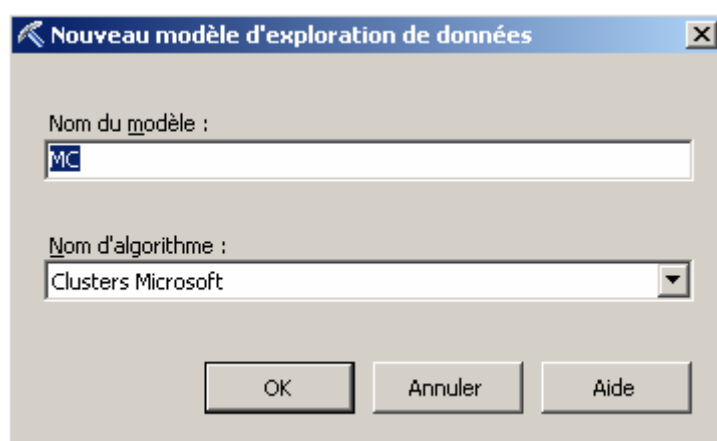 Nouveau modèle d'exploration de données
Nom du modèle :
MC
Nom d'algorithme :
Clusters Microsoft
OK Annuler Aide